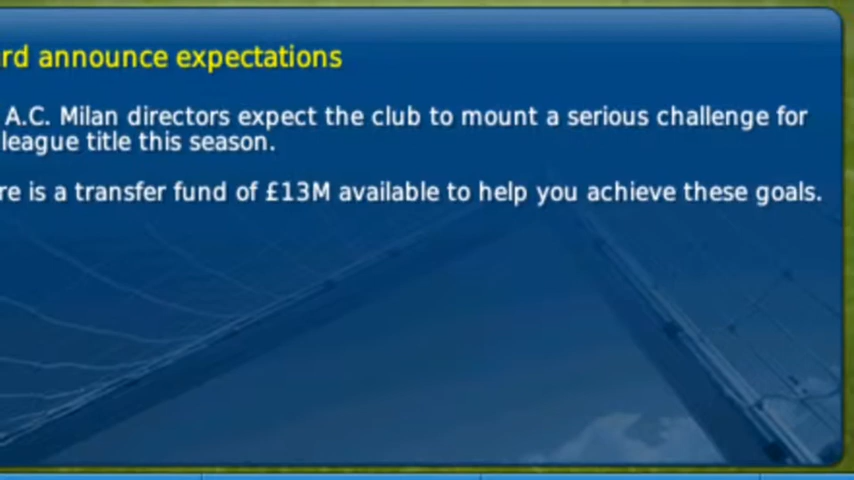 rd announce expectations
A.C. Milan directors expect the club to mount a serious challenge for
league title this season.
re is a transfer fund of £13M available to help you achieve these goals.